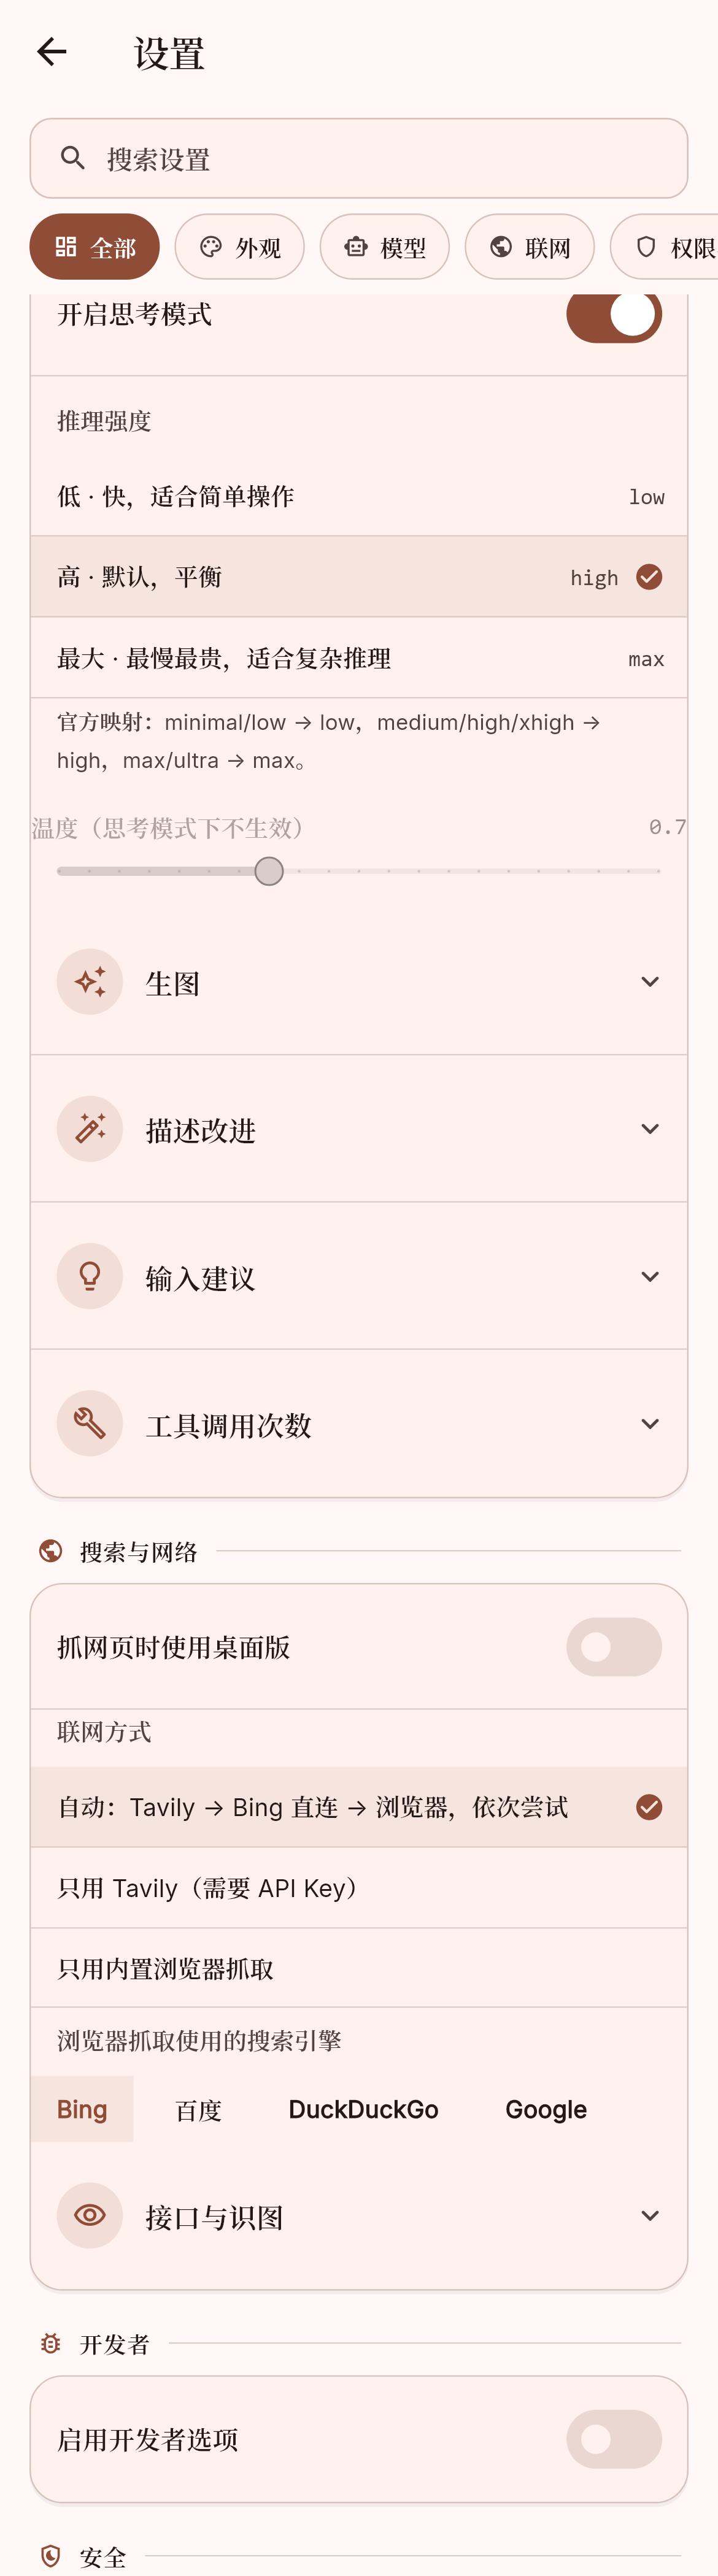 设置
搜索设置
全部
外观
模型
联网
权限
开启思考模式
推理强度
低 · 快，适合简单操作
low
高 · 默认，平衡
high
最大 · 最慢最贵，适合复杂推理
max
官方映射：minimal/low → low，medium/high/xhigh →
high，max/ultra → max。
温度（思考模式下不生效）
0.7
生图
描述改进
输入建议
工具调用次数
搜索与网络
抓网页时使用桌面版
联网方式
自动：Tavily → Bing 直连 → 浏览器，依次尝试
只用 Tavily（需要 API Key）
只用内置浏览器抓取
浏览器抓取使用的搜索引擎
Bing
百度
DuckDuckGo
Google
接口与识图
开发者
启用开发者选项
安全